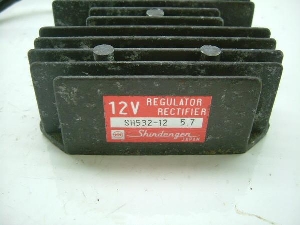 12V REGULATOR
RECTIFIER
SH532-12 5.7
Shindengen
JAPAN